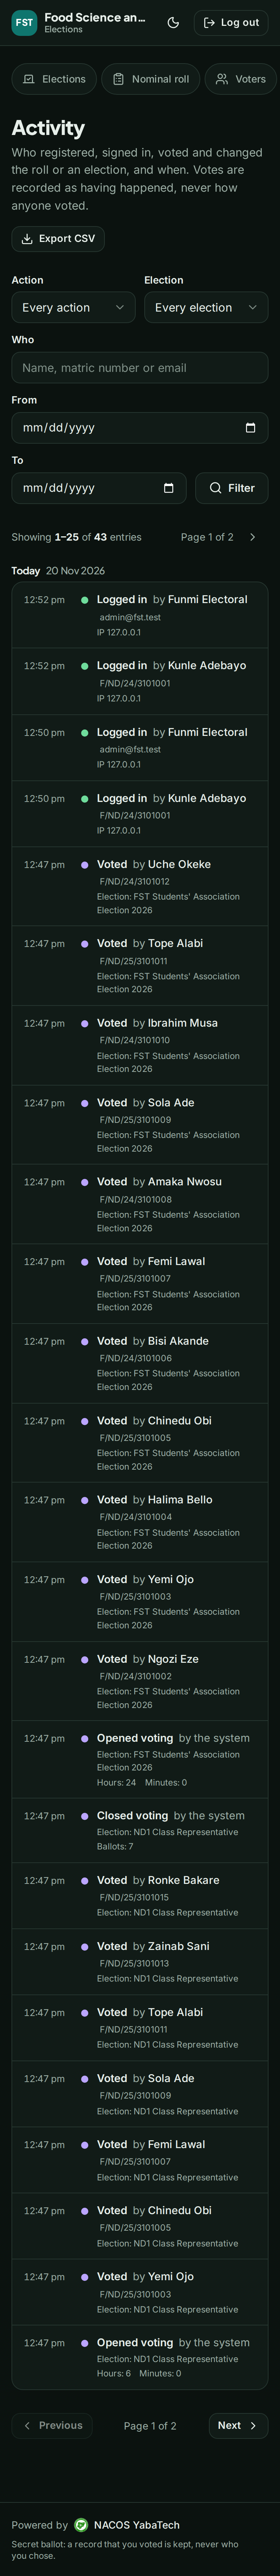 FST
Food Science an...
Elections
Log out
Elections
Nominal roll
Voters
Activity
Who registered, signed in, voted and changed
the roll or an election, and when. Votes are
recorded as having happened, never how
anyone voted.
Export CSV
Action
Election
Every action
Every election
Who
Name, matric number or email
From
mm/dd/yyyy
To
mm/dd/yyyy
Filter
Showing 1–25 of 43 entries
Page 1 of 2
Today 20 Nov 2026
12:52 pm Logged in by Funmi Electoral
admin@fst.test
IP 127.0.0.1
12:52 pm Logged in by Kunle Adebayo
F/ND/24/3101001
IP 127.0.0.1
12:50 pm Logged in by Funmi Electoral
admin@fst.test
IP 127.0.0.1
12:50 pm Logged in by Kunle Adebayo
F/ND/24/3101001
IP 127.0.0.1
12:47 pm Voted by Uche Okeke
F/ND/24/3101012
Election: FST Students' Association
Election 2026
12:47 pm Voted by Tope Alabi
F/ND/25/3101011
Election: FST Students' Association
Election 2026
12:47 pm Voted by Ibrahim Musa
F/ND/24/3101010
Election: FST Students' Association
Election 2026
12:47 pm Voted by Sola Ade
F/ND/25/3101009
Election: FST Students' Association
Election 2026
12:47 pm Voted by Amaka Nwosu
F/ND/24/3101008
Election: FST Students' Association
Election 2026
12:47 pm Voted by Femi Lawal
F/ND/25/3101007
Election: FST Students' Association
Election 2026
12:47 pm Voted by Bisi Akande
F/ND/24/3101006
Election: FST Students' Association
Election 2026
12:47 pm Voted by Chinedu Obi
F/ND/25/3101005
Election: FST Students' Association
Election 2026
12:47 pm Voted by Halima Bello
F/ND/24/3101004
Election: FST Students' Association
Election 2026
12:47 pm Voted by Yemi Ojo
F/ND/25/3101003
Election: FST Students' Association
Election 2026
12:47 pm Voted by Ngozi Eze
F/ND/24/3101002
Election: FST Students' Association
Election 2026
12:47 pm Opened voting by the system
Election: FST Students' Association
Election 2026
Hours: 24 Minutes: 0
12:47 pm Closed voting by the system
Election: ND1 Class Representative
Ballots: 7
12:47 pm Voted by Ronke Bakare
F/ND/25/3101015
Election: ND1 Class Representative
12:47 pm Voted by Zainab Sani
F/ND/25/3101013
Election: ND1 Class Representative
12:47 pm Voted by Tope Alabi
F/ND/25/3101011
Election: ND1 Class Representative
12:47 pm Voted by Sola Ade
F/ND/25/3101009
Election: ND1 Class Representative
12:47 pm Voted by Femi Lawal
F/ND/25/3101007
Election: ND1 Class Representative
12:47 pm Voted by Chinedu Obi
F/ND/25/3101005
Election: ND1 Class Representative
12:47 pm Voted by Yemi Ojo
F/ND/25/3101003
Election: ND1 Class Representative
12:47 pm Opened voting by the system
Election: ND1 Class Representative
Hours: 6 Minutes: 0
Previous
Page 1 of 2
Next
Powered by NACOS YabaTech
Secret ballot: a record that you voted is kept, never who
you chose.